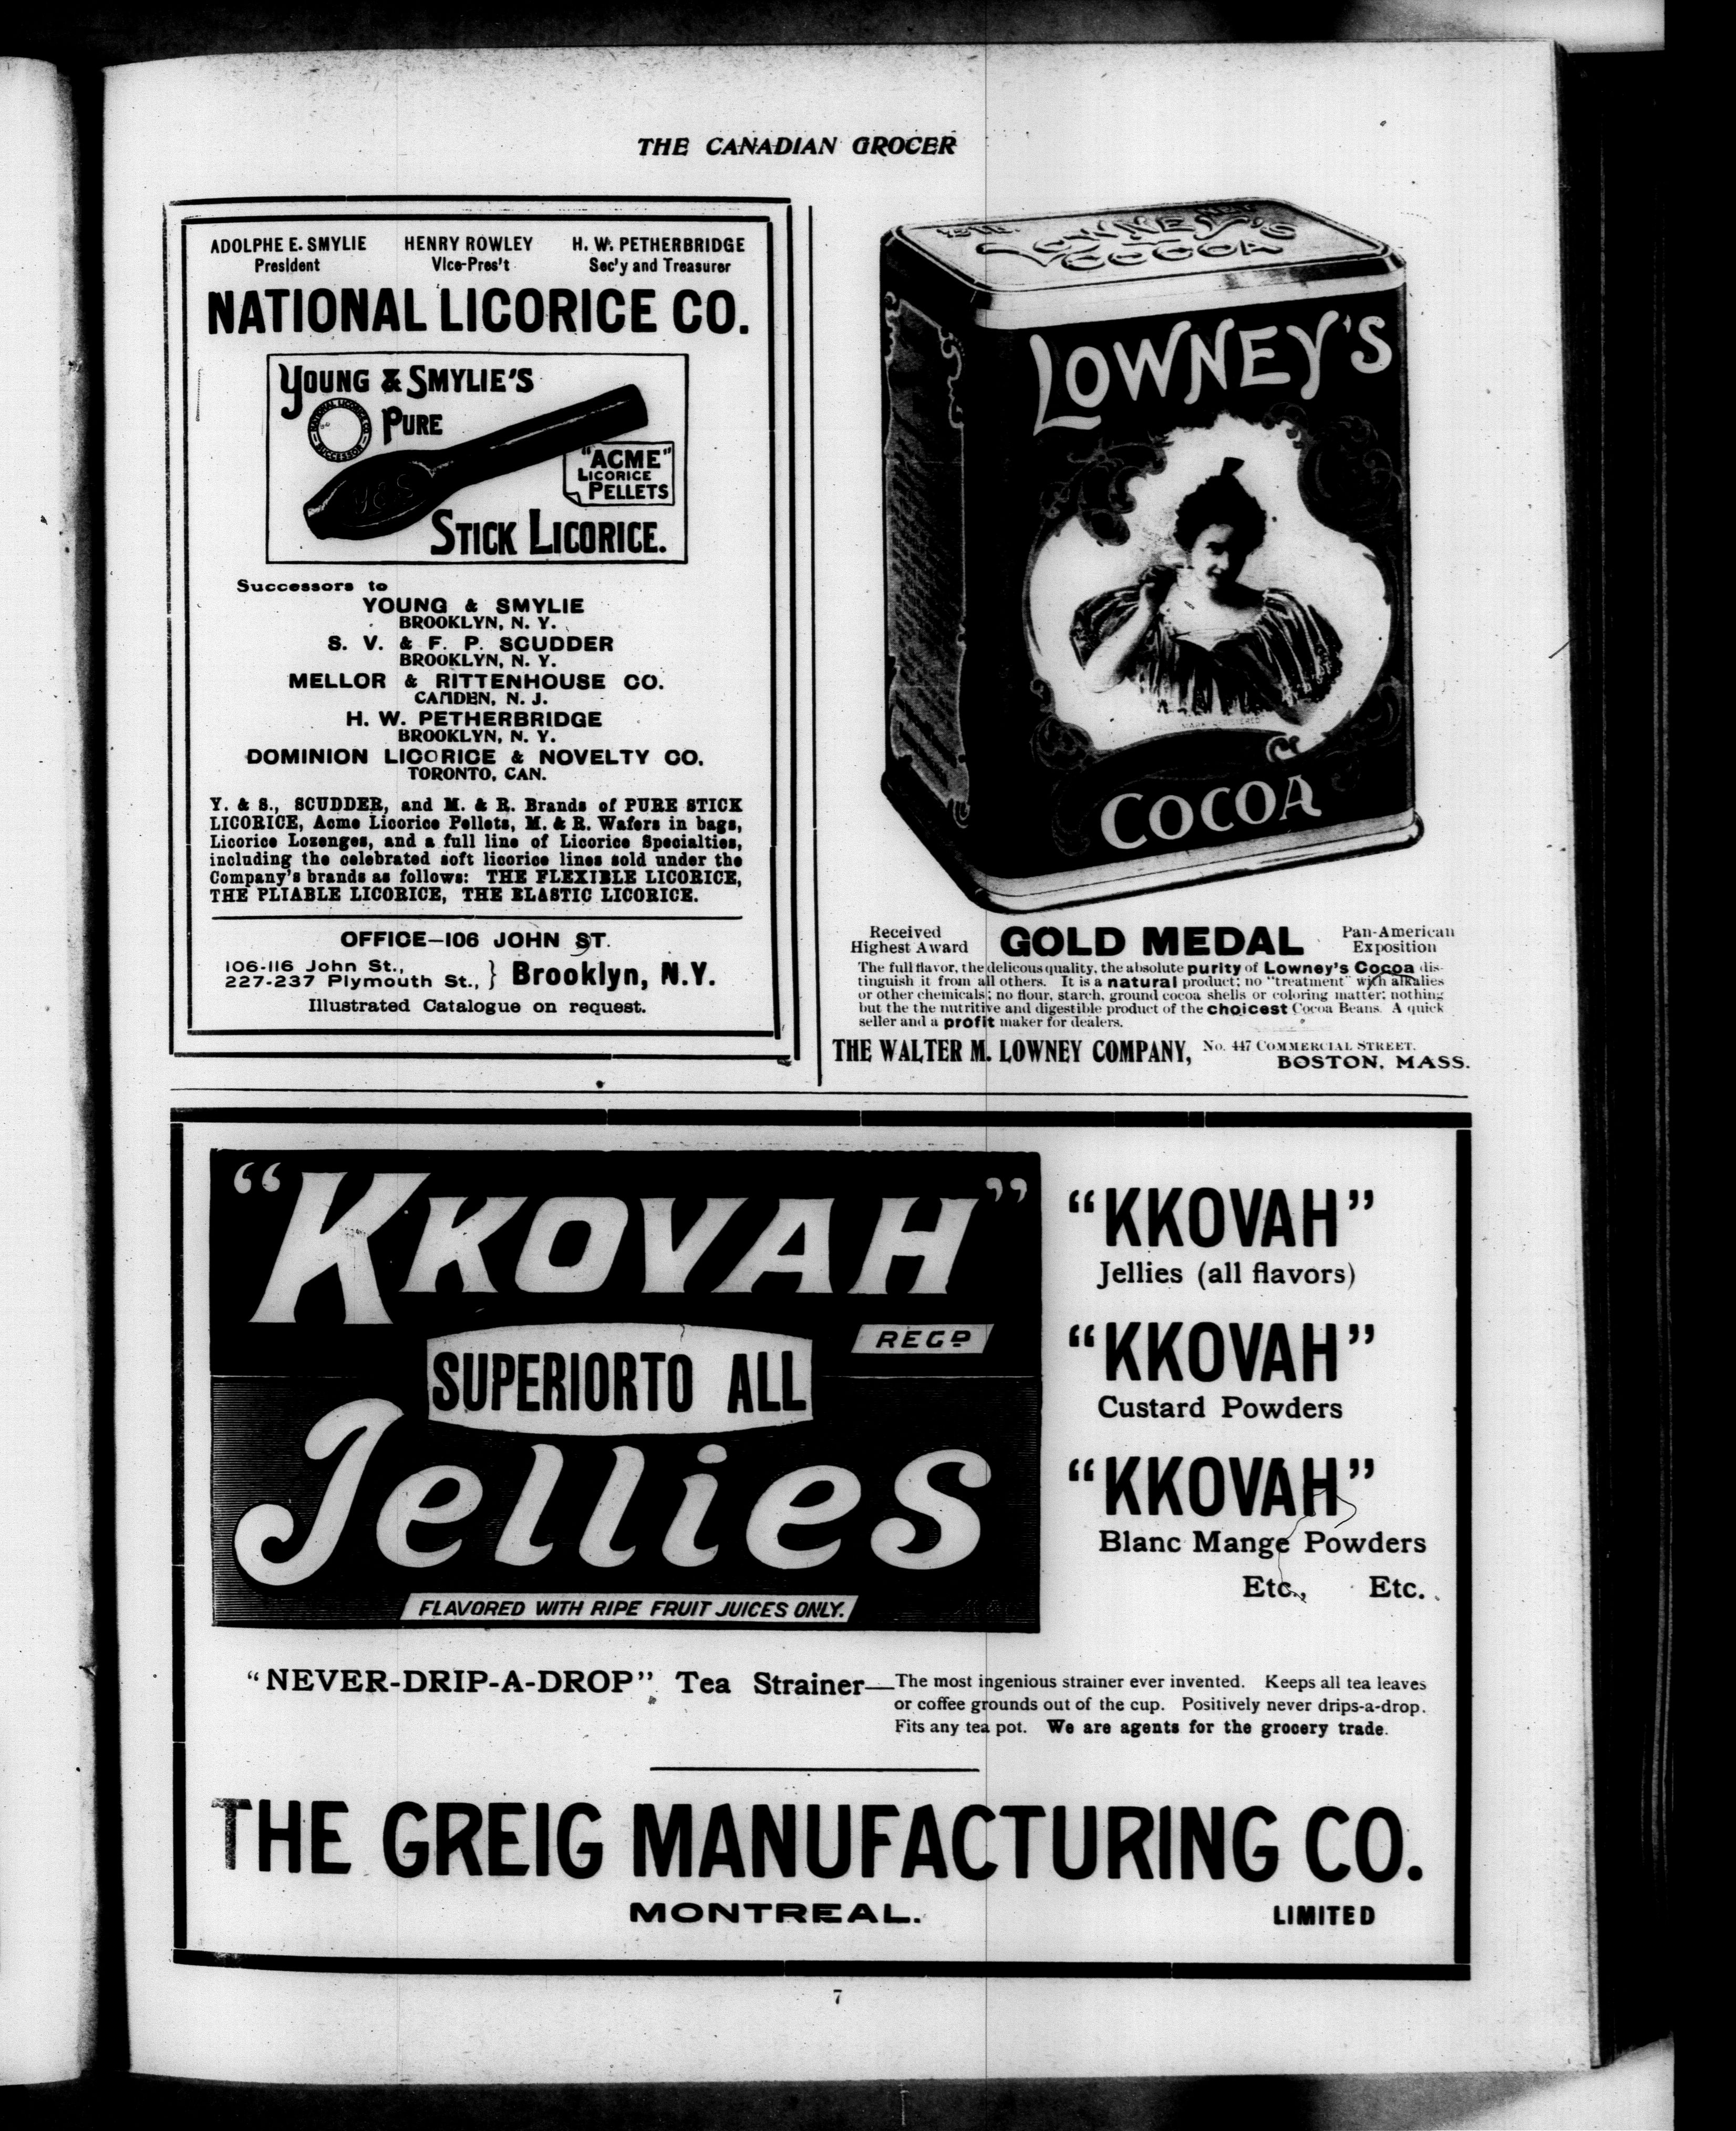 THE CANADIAN GROCER
ADOLPHE E. SMYLIE HENRY ROWLEY H. W. PETHERBRIDGE
President Vice-Pres't Sec'y and Treasurer
NATIONAL LICORICE CO.
YOUNG & SMYLIE'S
PURE
NATIONAL LICORICE CO.
SUCCESSOR
Y&S
"ACME"
LICORICE
PELLETS
STICK LICORICE.
Successors to
YOUNG & SMYLIE
BROOKLYN, N. Y.
S. V. & F. P. SCUDDER
BROOKLYN, N. Y.
MELLOR & RITTENHOUSE CO.
CAMDEN, N. J.
H. W. PETHERBRIDGE
BROOKLYN, N. Y.
DOMINION LICORICE & NOVELTY CO.
TORONTO, CAN.
Y. & S., SCUDDER, and M. & R. Brands of PURE STICK
LICORICE, Acme Licorice Pellets, M. & R. Wafers in bags,
Licorice Lozenges, and a full line of Licorice Specialties,
including the celebrated soft licorice lines sold under the
Company's brands as follows: THE FLEXIBLE LICORICE,
THE PLIABLE LICORICE, THE ELASTIC LICORICE.
OFFICE—106 JOHN ST.
106-116 John St.,
227-237 Plymouth St., } Brooklyn, N.Y.
Illustrated Catalogue on request.
LOWNEY'S
COCOA
LOWNEY'S
MARK REGISTERED
COCOA
Received
Highest Award GOLD MEDAL Pan-American
Exposition
The full flavor, the delicous quality, the absolute purity of Lowney's Cocoa dis-
tinguish it from all others. It is a natural product; no "treatment" with alkalies
or other chemicals; no flour, starch, ground cocoa shells or coloring matter; nothing
but the the nutritive and digestible product of the choicest Cocoa Beans. A quick
seller and a profit maker for dealers.
THE WALTER M. LOWNEY COMPANY, No. 447 COMMERCIAL STREET.
BOSTON, MASS.
"KKOVAH"
REGD
SUPERIORTO ALL
Jellies
FLAVORED WITH RIPE FRUIT JUICES ONLY.
"KKOVAH"
Jellies (all flavors)
"KKOVAH"
Custard Powders
"KKOVAH"
Blanc Mange Powders
Etc., Etc.
"NEVER-DRIP-A-DROP" Tea Strainer—The most ingenious strainer ever invented. Keeps all tea leaves
or coffee grounds out of the cup. Positively never drips-a-drop.
Fits any tea pot. We are agents for the grocery trade.
THE GREIG MANUFACTURING CO.
MONTREAL. LIMITED
7